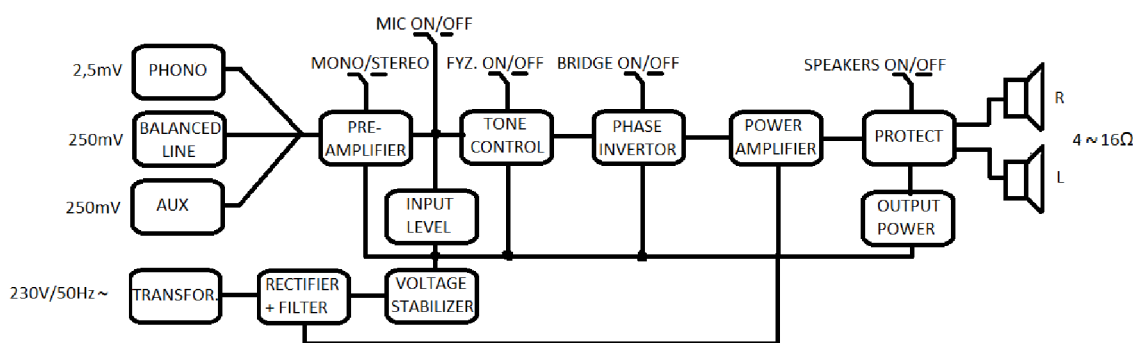 MIC ON/OFF
MONO/STEREO
FYZ. ON/OFF
BRIDGE ON/OFF
SPEAKERS ON/OFF
2,5mV
PHONO
250mV
BALANCED
LINE
250mV
AUX
PRE-
AMPLIFIER
TONE
CONTROL
PHASE
INVERTOR
POWER
AMPLIFIER
PROTECT
R
L
4~16Ω
INPUT
LEVEL
OUTPUT
POWER
230V/50Hz~
TRANSFOR.
RECTIFIER
+ FILTER
VOLTAGE
STABILIZER